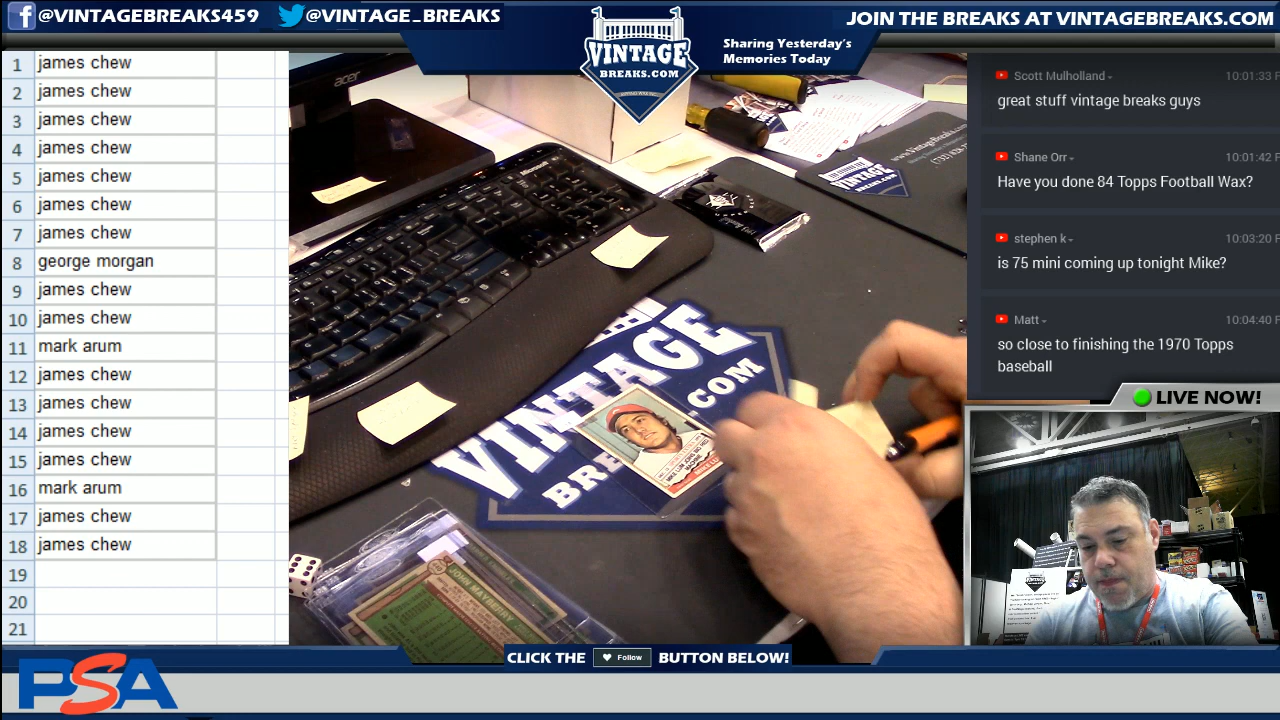 @VINTAGEBREAKS459
@VINTAGE_BREAKS
VINTAGE
BREAKS.COM
Sharing Yesterday's
Memories Today
JOIN THE BREAKS AT VINTAGEBREAKS.COM
1 james chew
2 james chew
3 james chew
4 james chew
5 james chew
6 james chew
7 james chew
8 george morgan
9 james chew
10 james chew
11 mark arum
12 james chew
13 james chew
14 james chew
15 james chew
16 mark arum
17 james chew
18 james chew
19
20
21
acer
Microsoft
VINTAGE
VINTAGE
BRE
.COM
JOHN MAYBERRY
Scott Mulholland 10:01:33 P
great stuff vintage breaks guys
Shane Orr 10:01:42 P
Have you done 84 Topps Football Wax?
stephen k 10:03:20 P
is 75 mini coming up tonight Mike?
Matt 10:04:40 P
so close to finishing the 1970 Topps
baseball
LIVE NOW!
VINTAGE
CLICK THE Follow BUTTON BELOW!
PSA